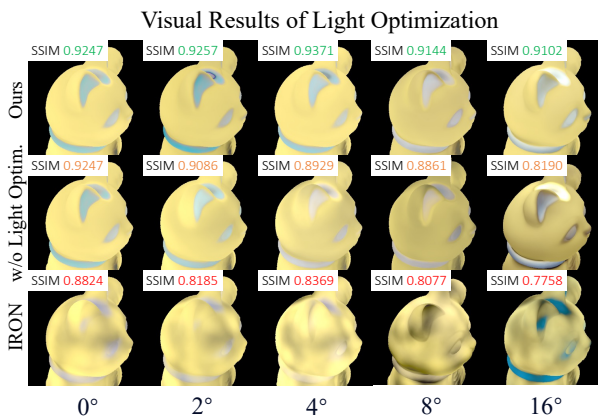 Visual Results of Light Optimization
SSIM 0.9247 SSIM 0.9257 SSIM 0.9371 SSIM 0.9144 SSIM 0.9102
Ours
SSIM 0.9247 SSIM 0.9086 SSIM 0.8929 SSIM 0.8861 SSIM 0.8190
w/o Light Optim.
SSIM 0.8824 SSIM 0.8185 SSIM 0.8369 SSIM 0.8077 SSIM 0.7758
IRON
0° 2° 4° 8° 16°